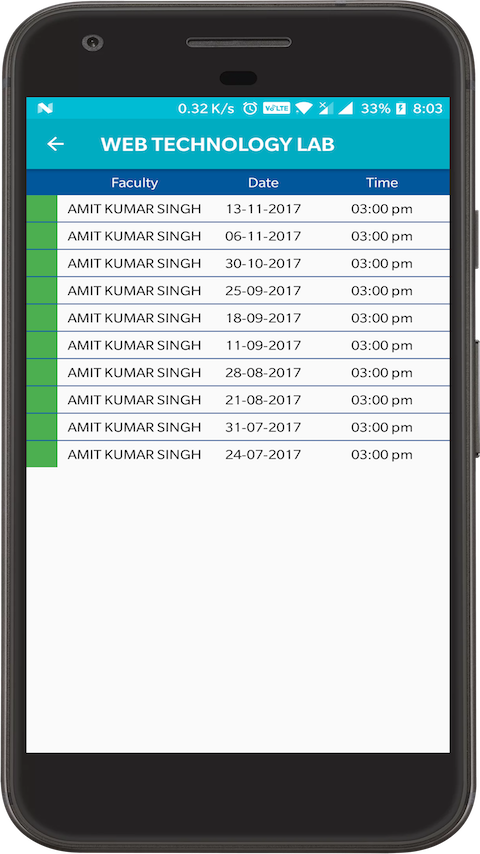 0.32 K/s VoLTE 33% 8:03
WEB TECHNOLOGY LAB
Faculty Date Time
AMIT KUMAR SINGH 13-11-2017 03:00 pm
AMIT KUMAR SINGH 06-11-2017 03:00 pm
AMIT KUMAR SINGH 30-10-2017 03:00 pm
AMIT KUMAR SINGH 25-09-2017 03:00 pm
AMIT KUMAR SINGH 18-09-2017 03:00 pm
AMIT KUMAR SINGH 11-09-2017 03:00 pm
AMIT KUMAR SINGH 28-08-2017 03:00 pm
AMIT KUMAR SINGH 21-08-2017 03:00 pm
AMIT KUMAR SINGH 31-07-2017 03:00 pm
AMIT KUMAR SINGH 24-07-2017 03:00 pm